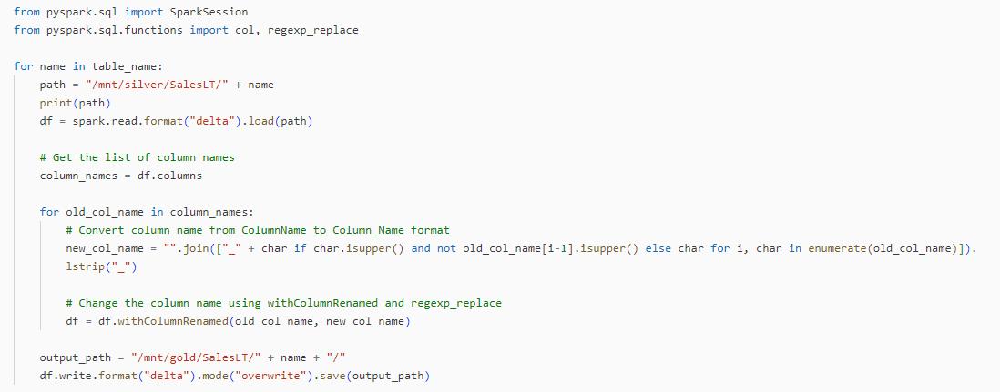 from pyspark.sql import SparkSession
from pyspark.sql.functions import col, regexp_replace
for name in table_name:
path = "/mnt/silver/SalesLT/" + name
print(path)
df = spark.read.format("delta").load(path)
# Get the list of column names
column_names = df.columns
for old_col_name in column_names:
# Convert column name from ColumnName to Column_Name format
new_col_name = "".join(["_" + char if char.isupper() and not old_col_name[i-1].isupper() else char for i, char in enumerate(old_col_name)]).
lstrip("_")
# Change the column name using withColumnRenamed and regexp_replace
df = df.withColumnRenamed(old_col_name, new_col_name)
output_path = "/mnt/gold/SalesLT/" + name + "/"
df.write.format("delta").mode("overwrite").save(output_path)